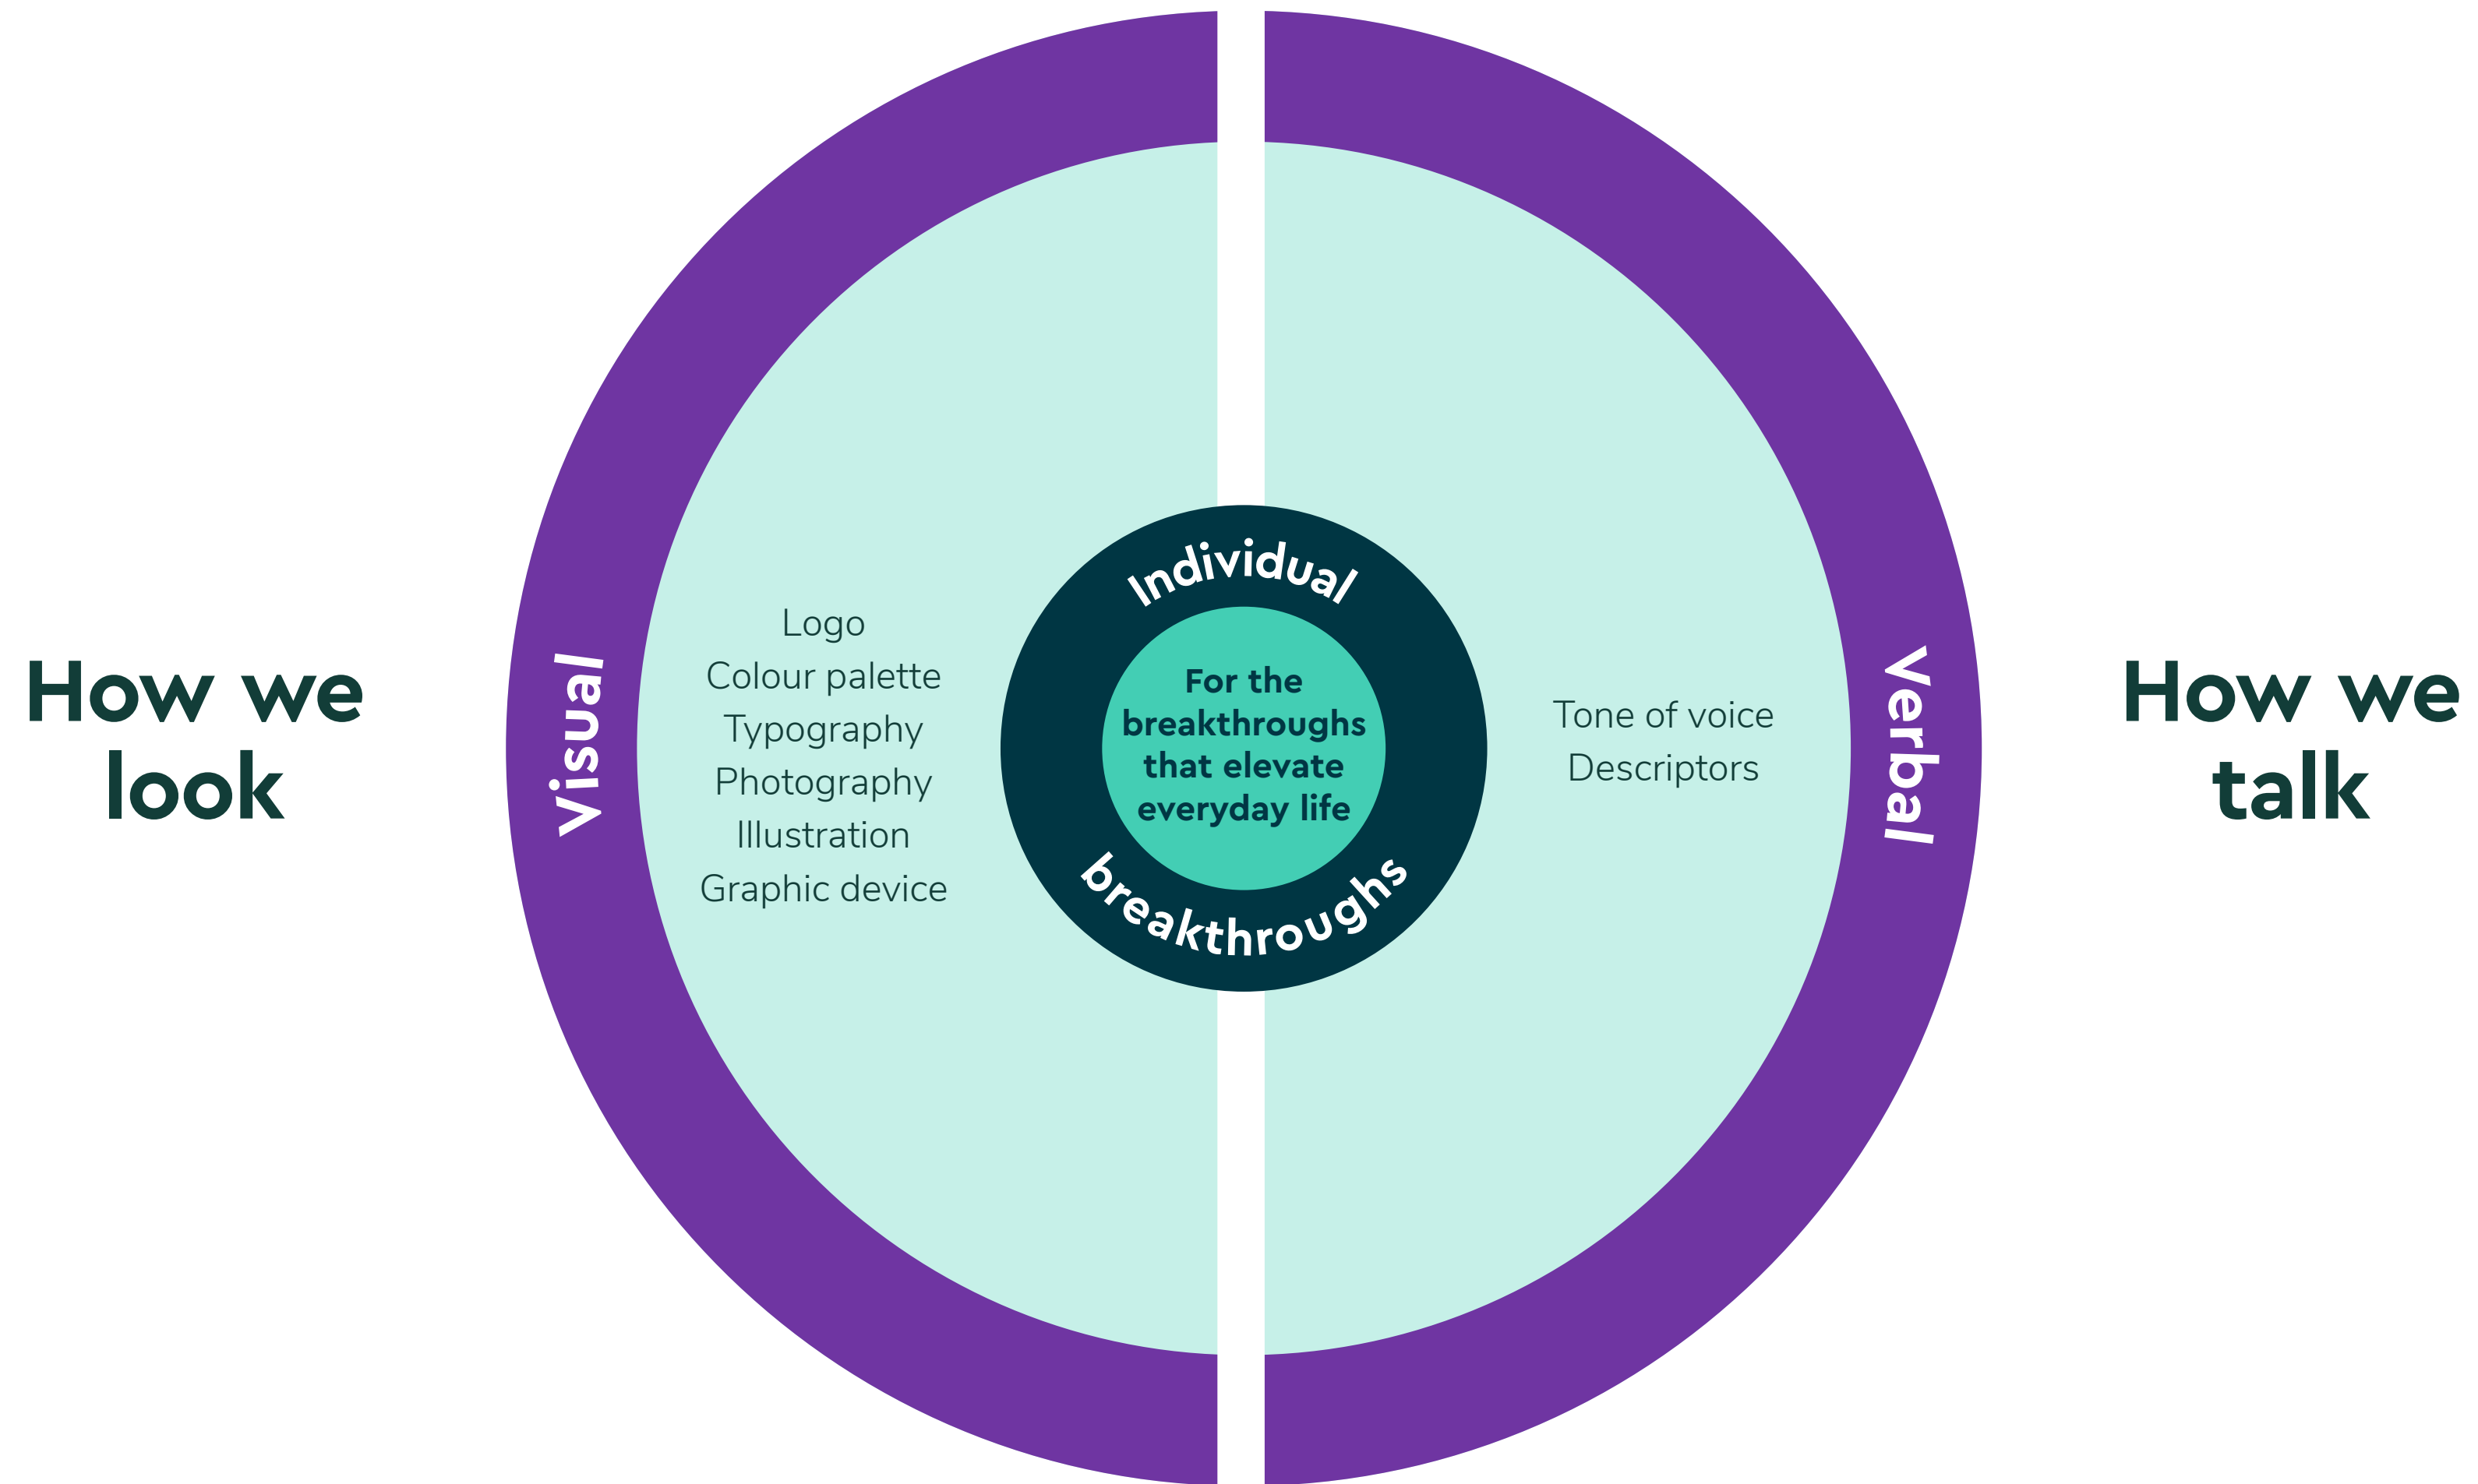 How we
look
Visual
Logo
Colour palette
Typography
Photography
Illustration
Graphic device
Individual
For the
breakthroughs
that elevate
everyday life
breakthroughs
Tone of voice
Descriptors
Verbal
How we
talk